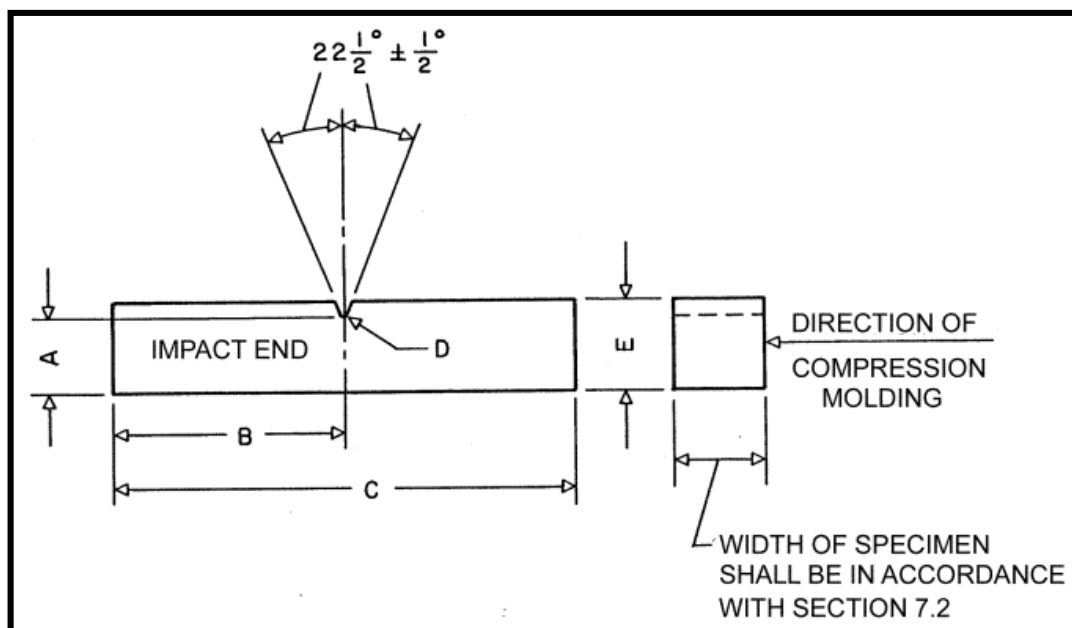 22 1/2° ± 1/2°
A
IMPACT END
D
E
DIRECTION OF
COMPRESSION
MOLDING
B
C
WIDTH OF SPECIMEN
SHALL BE IN ACCORDANCE
WITH SECTION 7.2